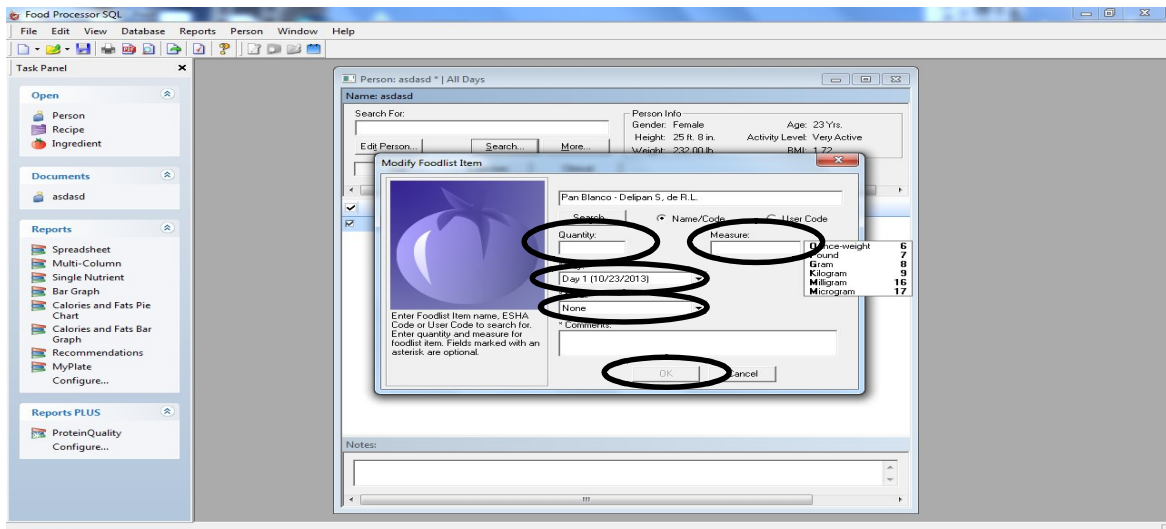 Food Processor SQL
File Edit View Database Reports Person Window Help
Task Panel
Open
Person
Recipe
Ingredient
Documents
asdasd
Reports
Spreadsheet
Multi-Column
Single Nutrient
Bar Graph
Calories and Fats Pie
Chart
Calories and Fats Bar
Graph
Recommendations
MyPlate
Configure...
Reports PLUS
ProteinQuality
Configure...
Person: asdasd * | All Days
Name: asdasd
Search For:
Edit Person... Search... More...
Person Info
Gender: Female Age: 23 Yrs.
Height: 25 ft. 8 in. Activity Level: Very Active
Weight: 232.00 lb BMI: 1.72
Modify Foodlist Item
Pan Blanco - Delipan S, de R.L.
Search... Name/Code User Code
Quantity: Measure:
Ounce-weight 6
Pound 7
Gram 8
Kilogram 9
Milligram 16
Microgram 17
Day 1 (10/23/2013)
None
* Comments:
Enter Foodlist Item name, ESHA
Code or User Code to search for.
Enter quantity and measure for
foodlist item. Fields marked with an
asterisk are optional.
OK Cancel
Notes: